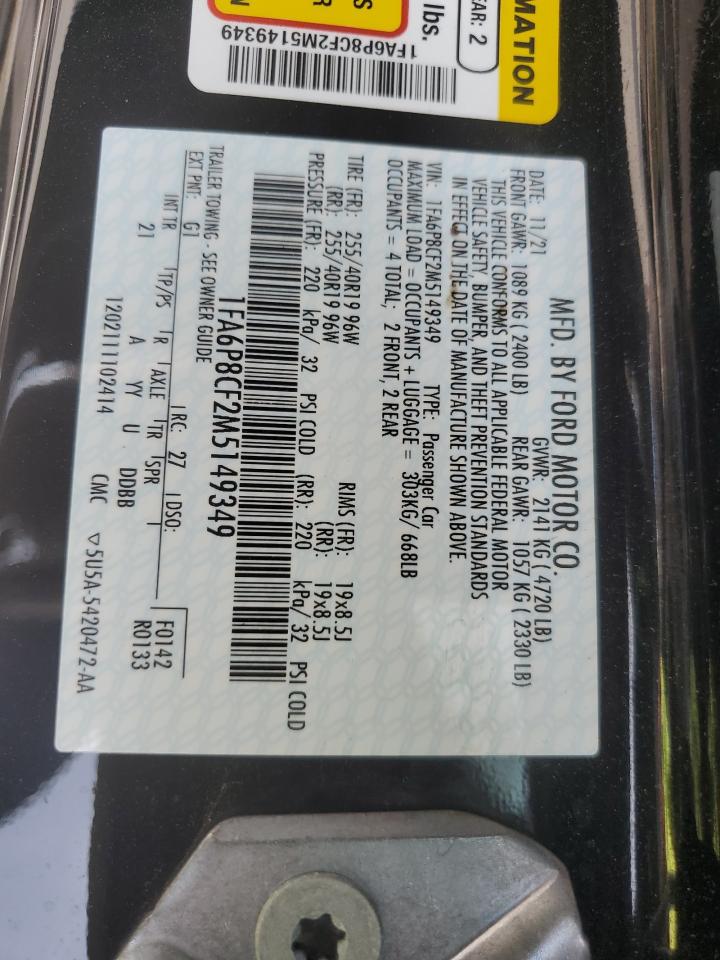 MATION
AR: 2
lbs.
1FA6P8CF2M5149349
MFD. BY FORD MOTOR CO.
DATE: 11/21 GVWR: 2141 KG ( 4720 LB)
FRONT GAWR: 1089 KG ( 2400 LB) REAR GAWR: 1057 KG ( 2330 LB)
THIS VEHICLE CONFORMS TO ALL APPLICABLE FEDERAL MOTOR
VEHICLE SAFETY, BUMPER, AND THEFT PREVENTION STANDARDS
IN EFFECT ON THE DATE OF MANUFACTURE SHOWN ABOVE.
VIN: 1FA6P8CF2M5149349 TYPE: Passenger Car
MAXIMUM LOAD = OCCUPANTS + LUGGAGE = 303KG/ 668LB
OCCUPANTS = 4 TOTAL; 2 FRONT, 2 REAR
TIRE (FR): 255/40R19 96W RIMS (FR): 19x8.5J
(RR): 255/40R19 96W (RR): 19x8.5J
PRESSURE (FR): 220 kPa/ 32 PSI COLD (RR): 220 kPa/ 32 PSI COLD
1FA6P8CF2M5149349
TRAILER TOWING - SEE OWNER GUIDE
EXT PNT: G1 RC: 27 DSO: F0142
R0133
INT TR TP/PS R AXLE TR SPR
21 A YY U DDBB
1202111102414 CMC ▽5U5A-5420472-AA